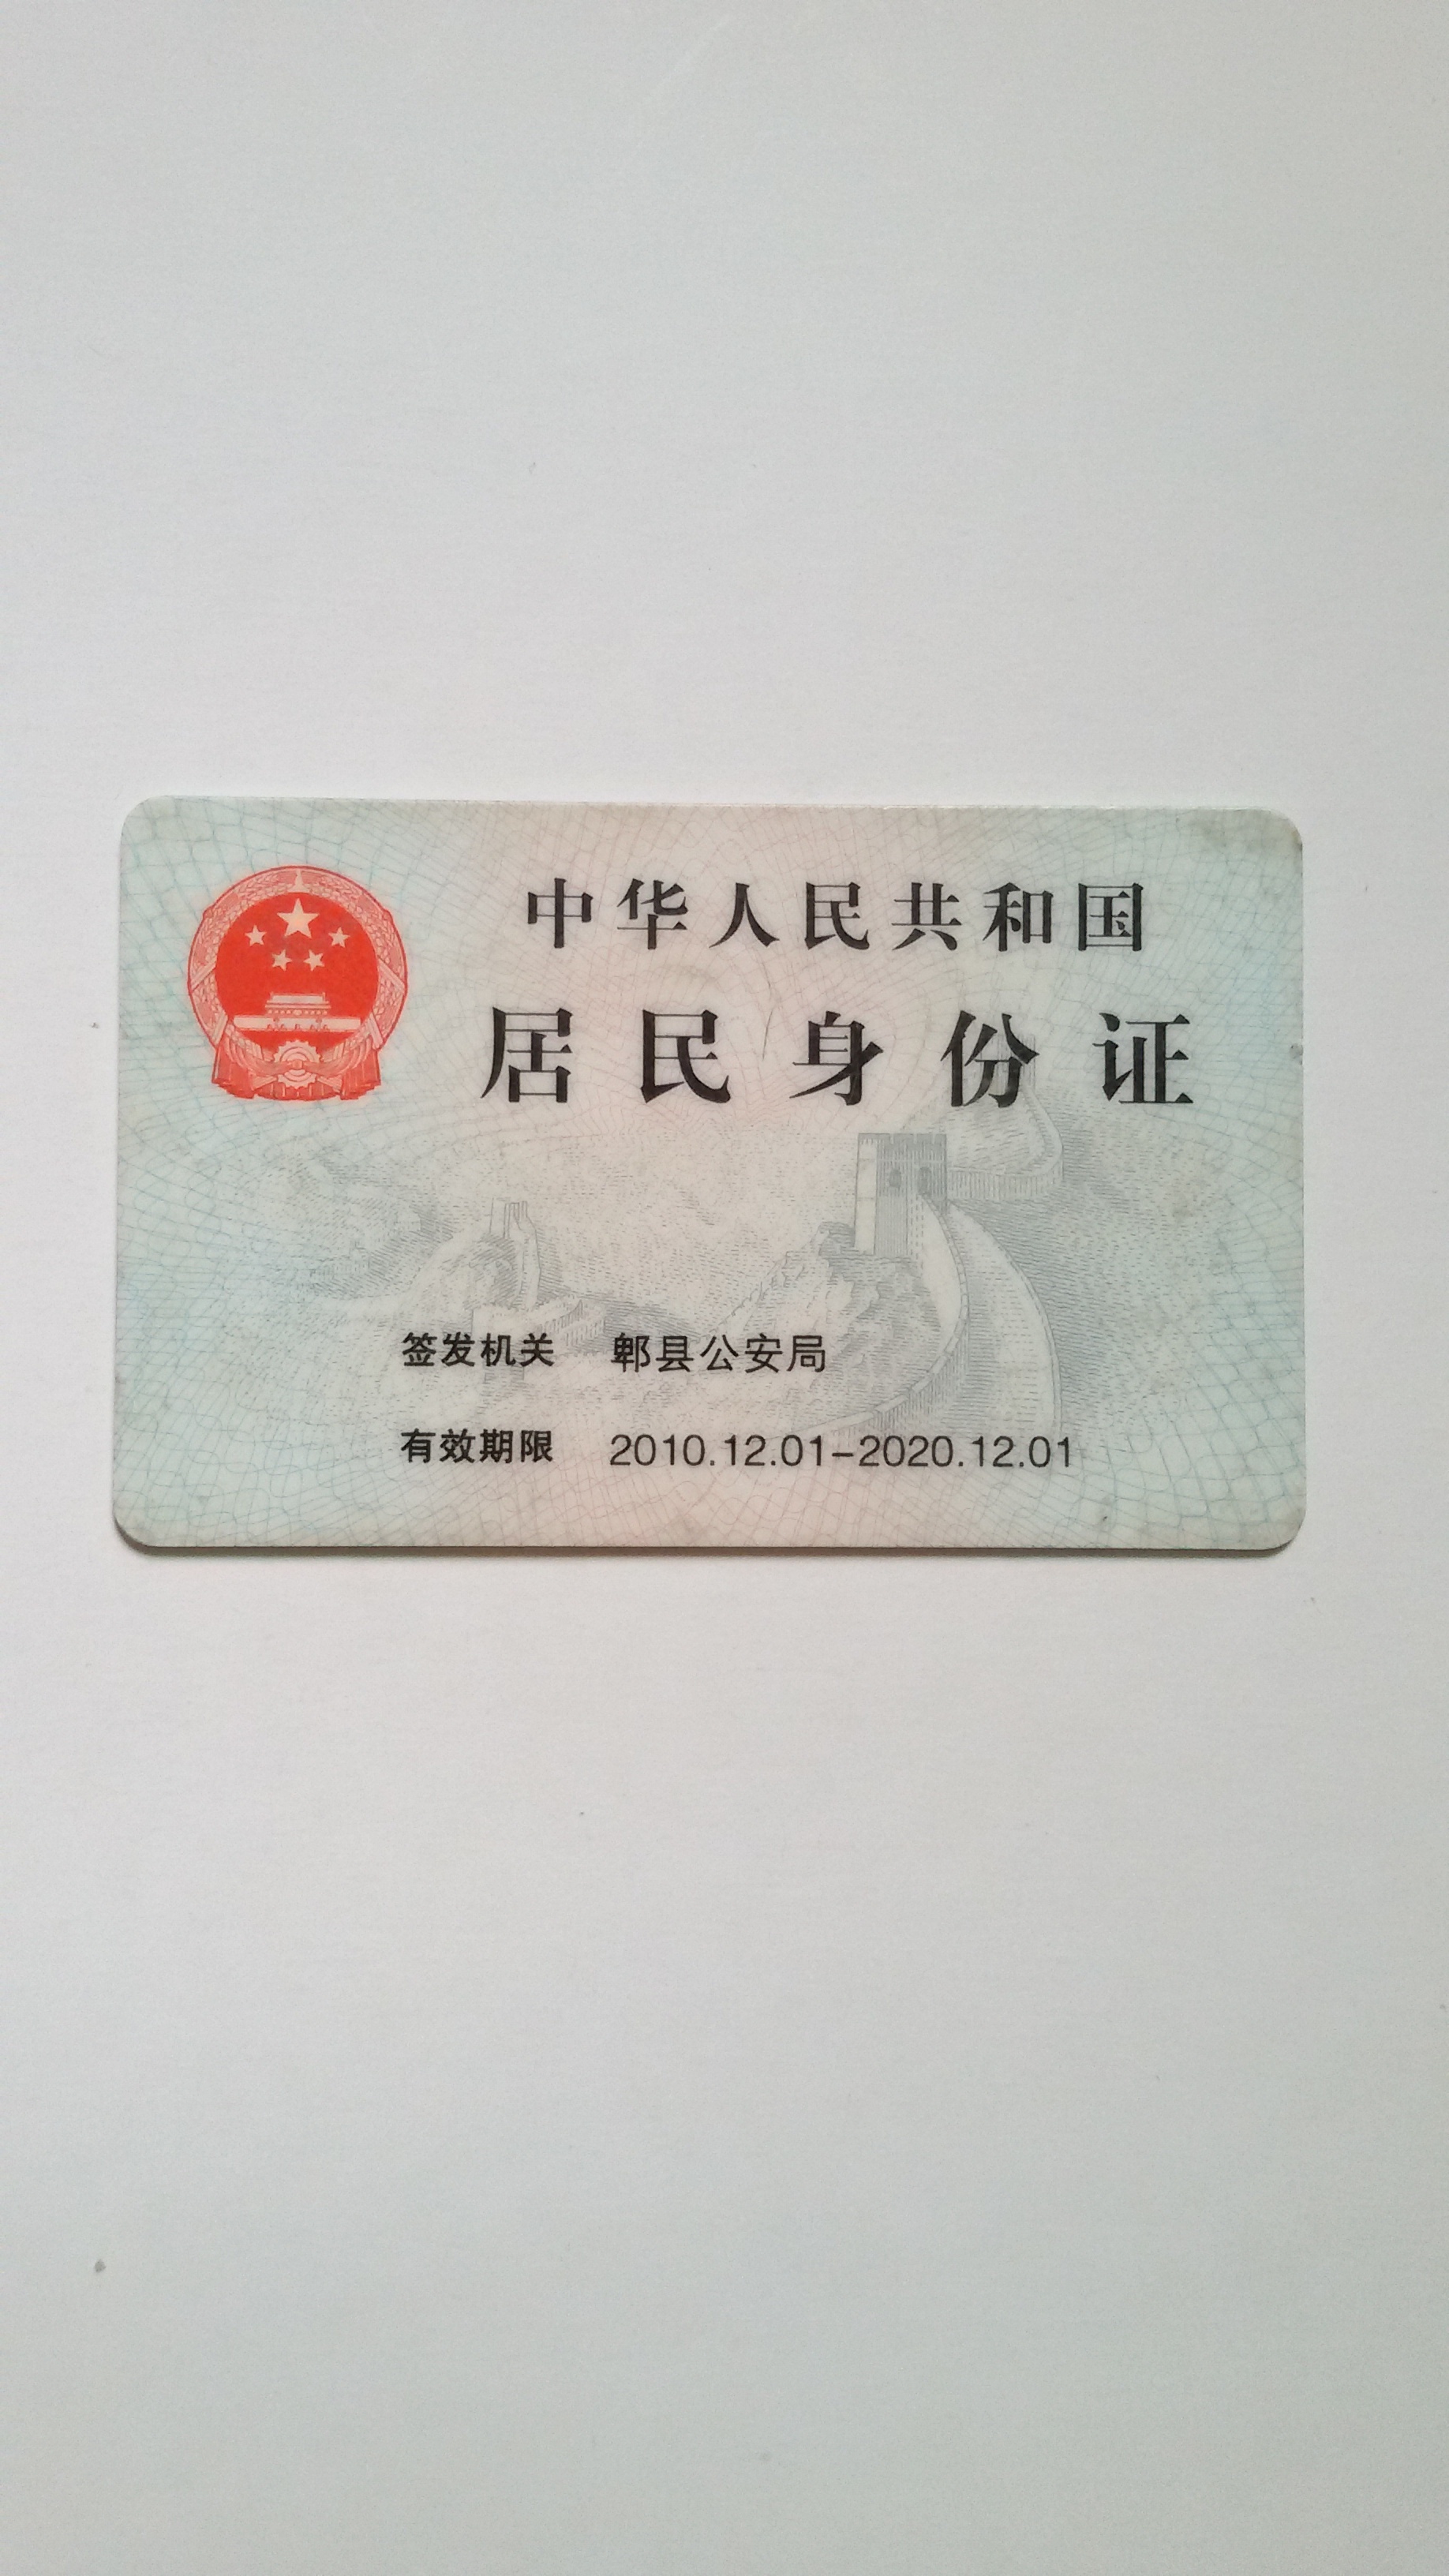 中华人民共和国
居民身份证
签发机关 郫县公安局
有效期限 2010.12.01-2020.12.01